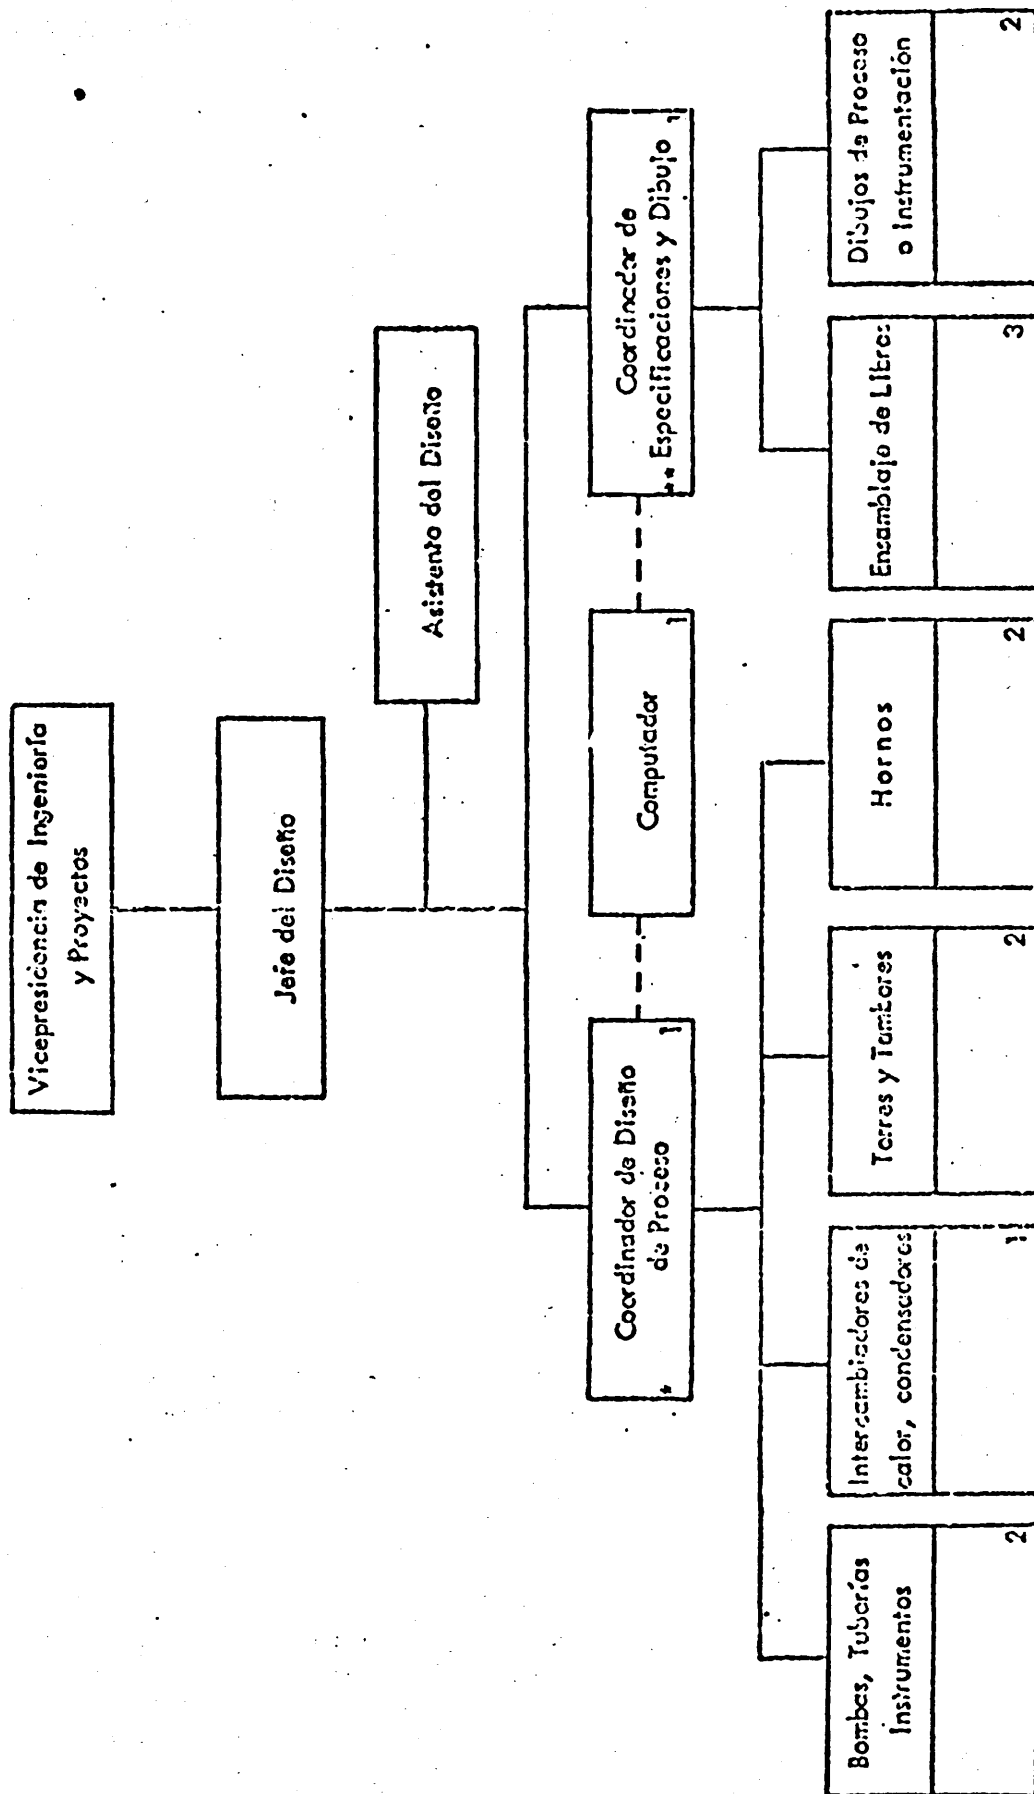 Vicepresidencia de Ingeniería
y Proyectos
Jefe del Diseño
Asistente del Diseño
Coordinador de Diseño
de Proceso
*
1
Computador
1
Coordinador de
** Especificaciones y Dibujo
1
Bombas, Tuberías
Instrumentos
2
Intercambiadores de
calor, condensadores
1
Torres y Tambores
2
Hornos
2
Ensamblaje de Libros
3
Dibujos de Proceso
e Instrumentación
2